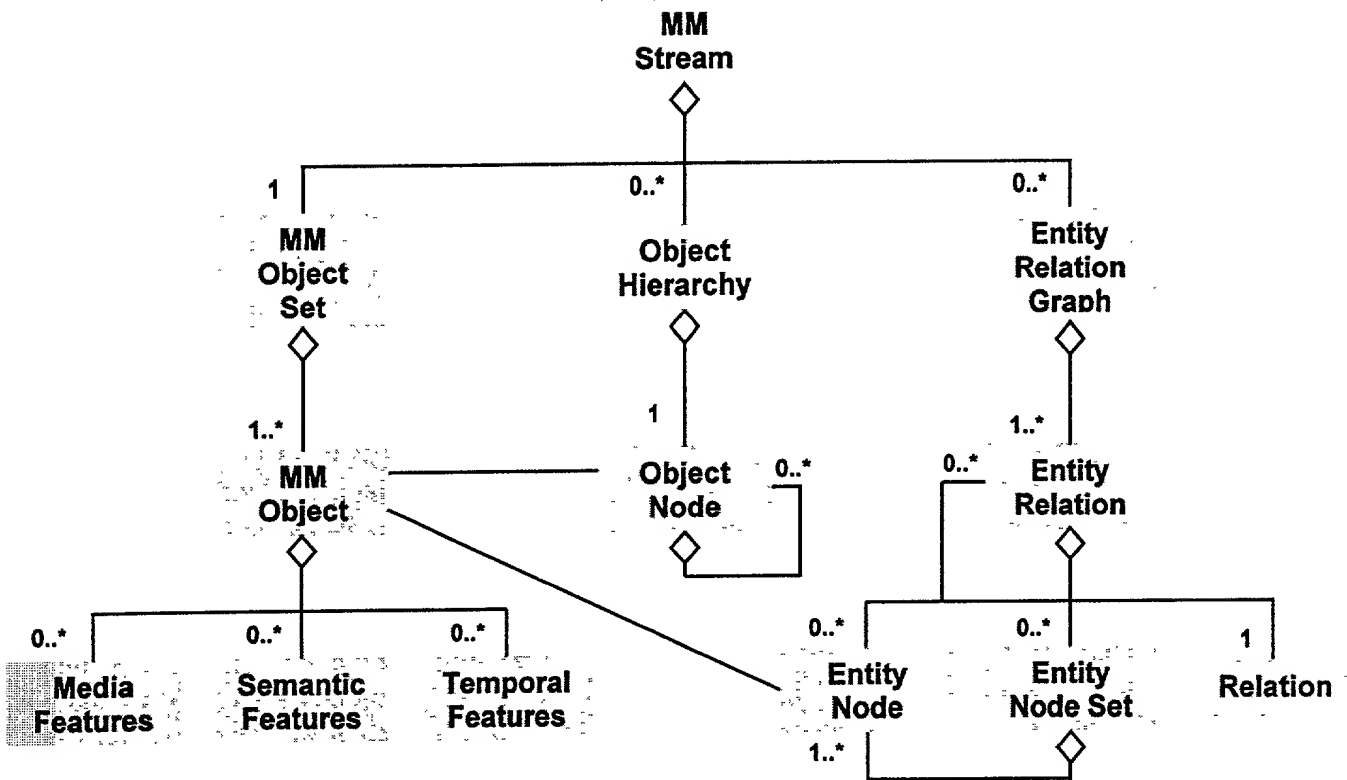 MM
Stream
1
0..*
0..*
MM
Object
Set
Object
Hierarchy
Entity
Relation
Graph
1..*
1
1..*
MM
Object
Object
Node
0..*
0..*
Entity
Relation
0..*
0..*
0..*
0..*
0..*
1
Media
Features
Semantic
Features
Temporal
Features
Entity
Node
Entity
Node Set
Relation
1..*